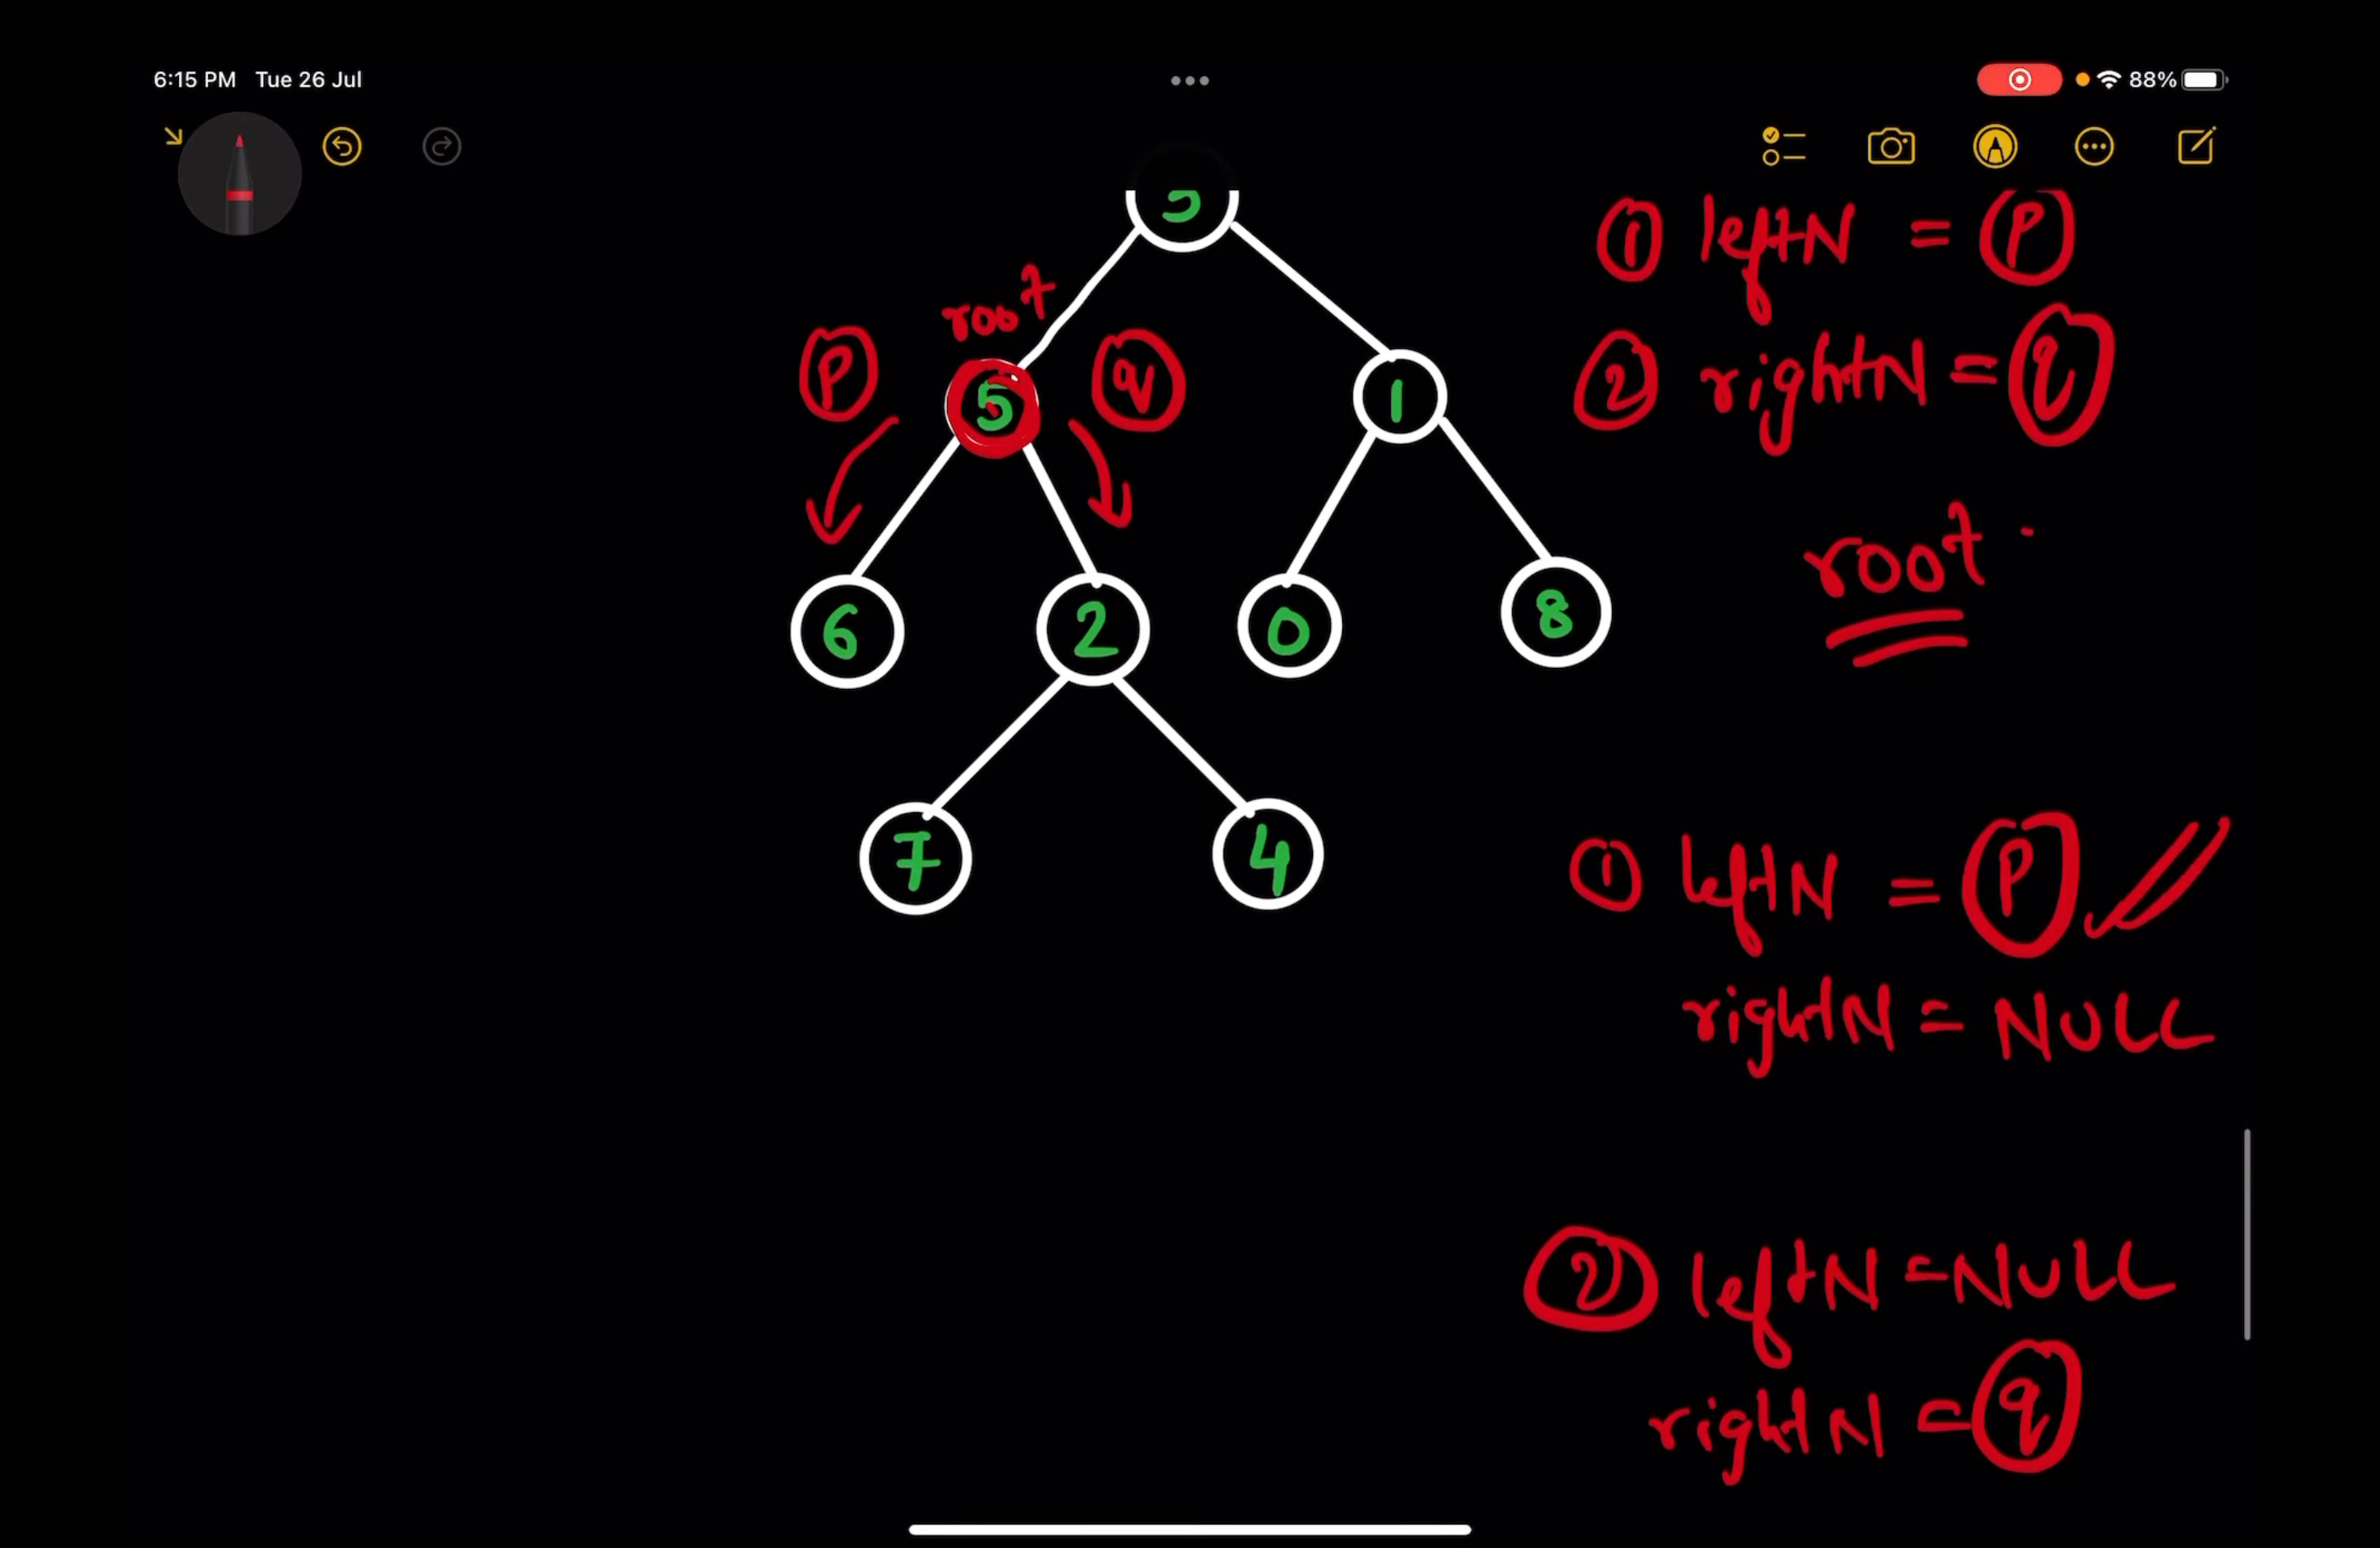 6:15 PM Tue 26 Jul
88%
① leftN = P
root
P
q
② rightN = q
5
1
root
6
2
0
8
7
4
① leftN = P
rightN = NULL
② leftN = NULL
rightN = q